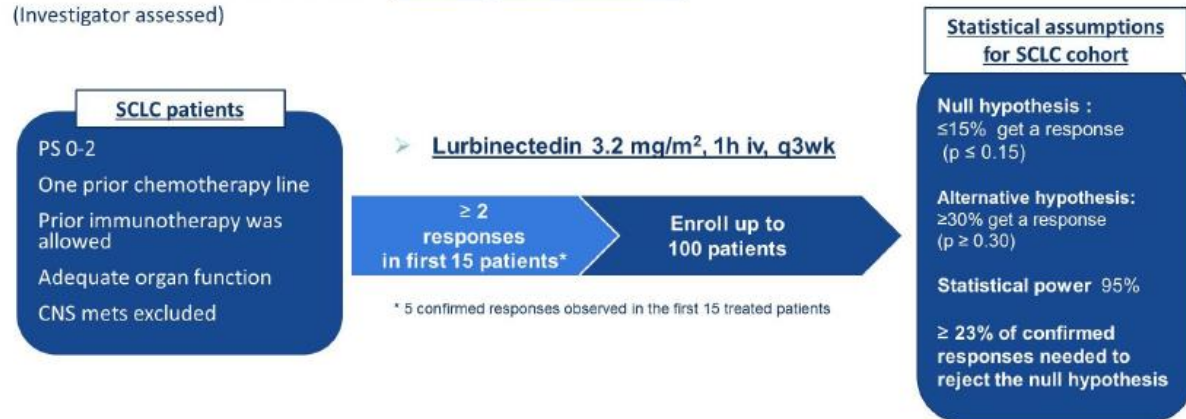 (Investigator assessed)
SCLC patients
PS 0-2
One prior chemotherapy line
Prior immunotherapy was
allowed
Adequate organ function
CNS mets excluded
➢ Lurbinectedin 3.2 mg/m², 1h iv, q3wk
≥ 2
responses
in first 15 patients*
Enroll up to
100 patients
* 5 confirmed responses observed in the first 15 treated patients
Statistical assumptions
for SCLC cohort
Null hypothesis :
≤15% get a response
(p ≤ 0.15)
Alternative hypothesis:
≥30% get a response
(p ≥ 0.30)
Statistical power 95%
≥ 23% of confirmed
responses needed to
reject the null hypothesis